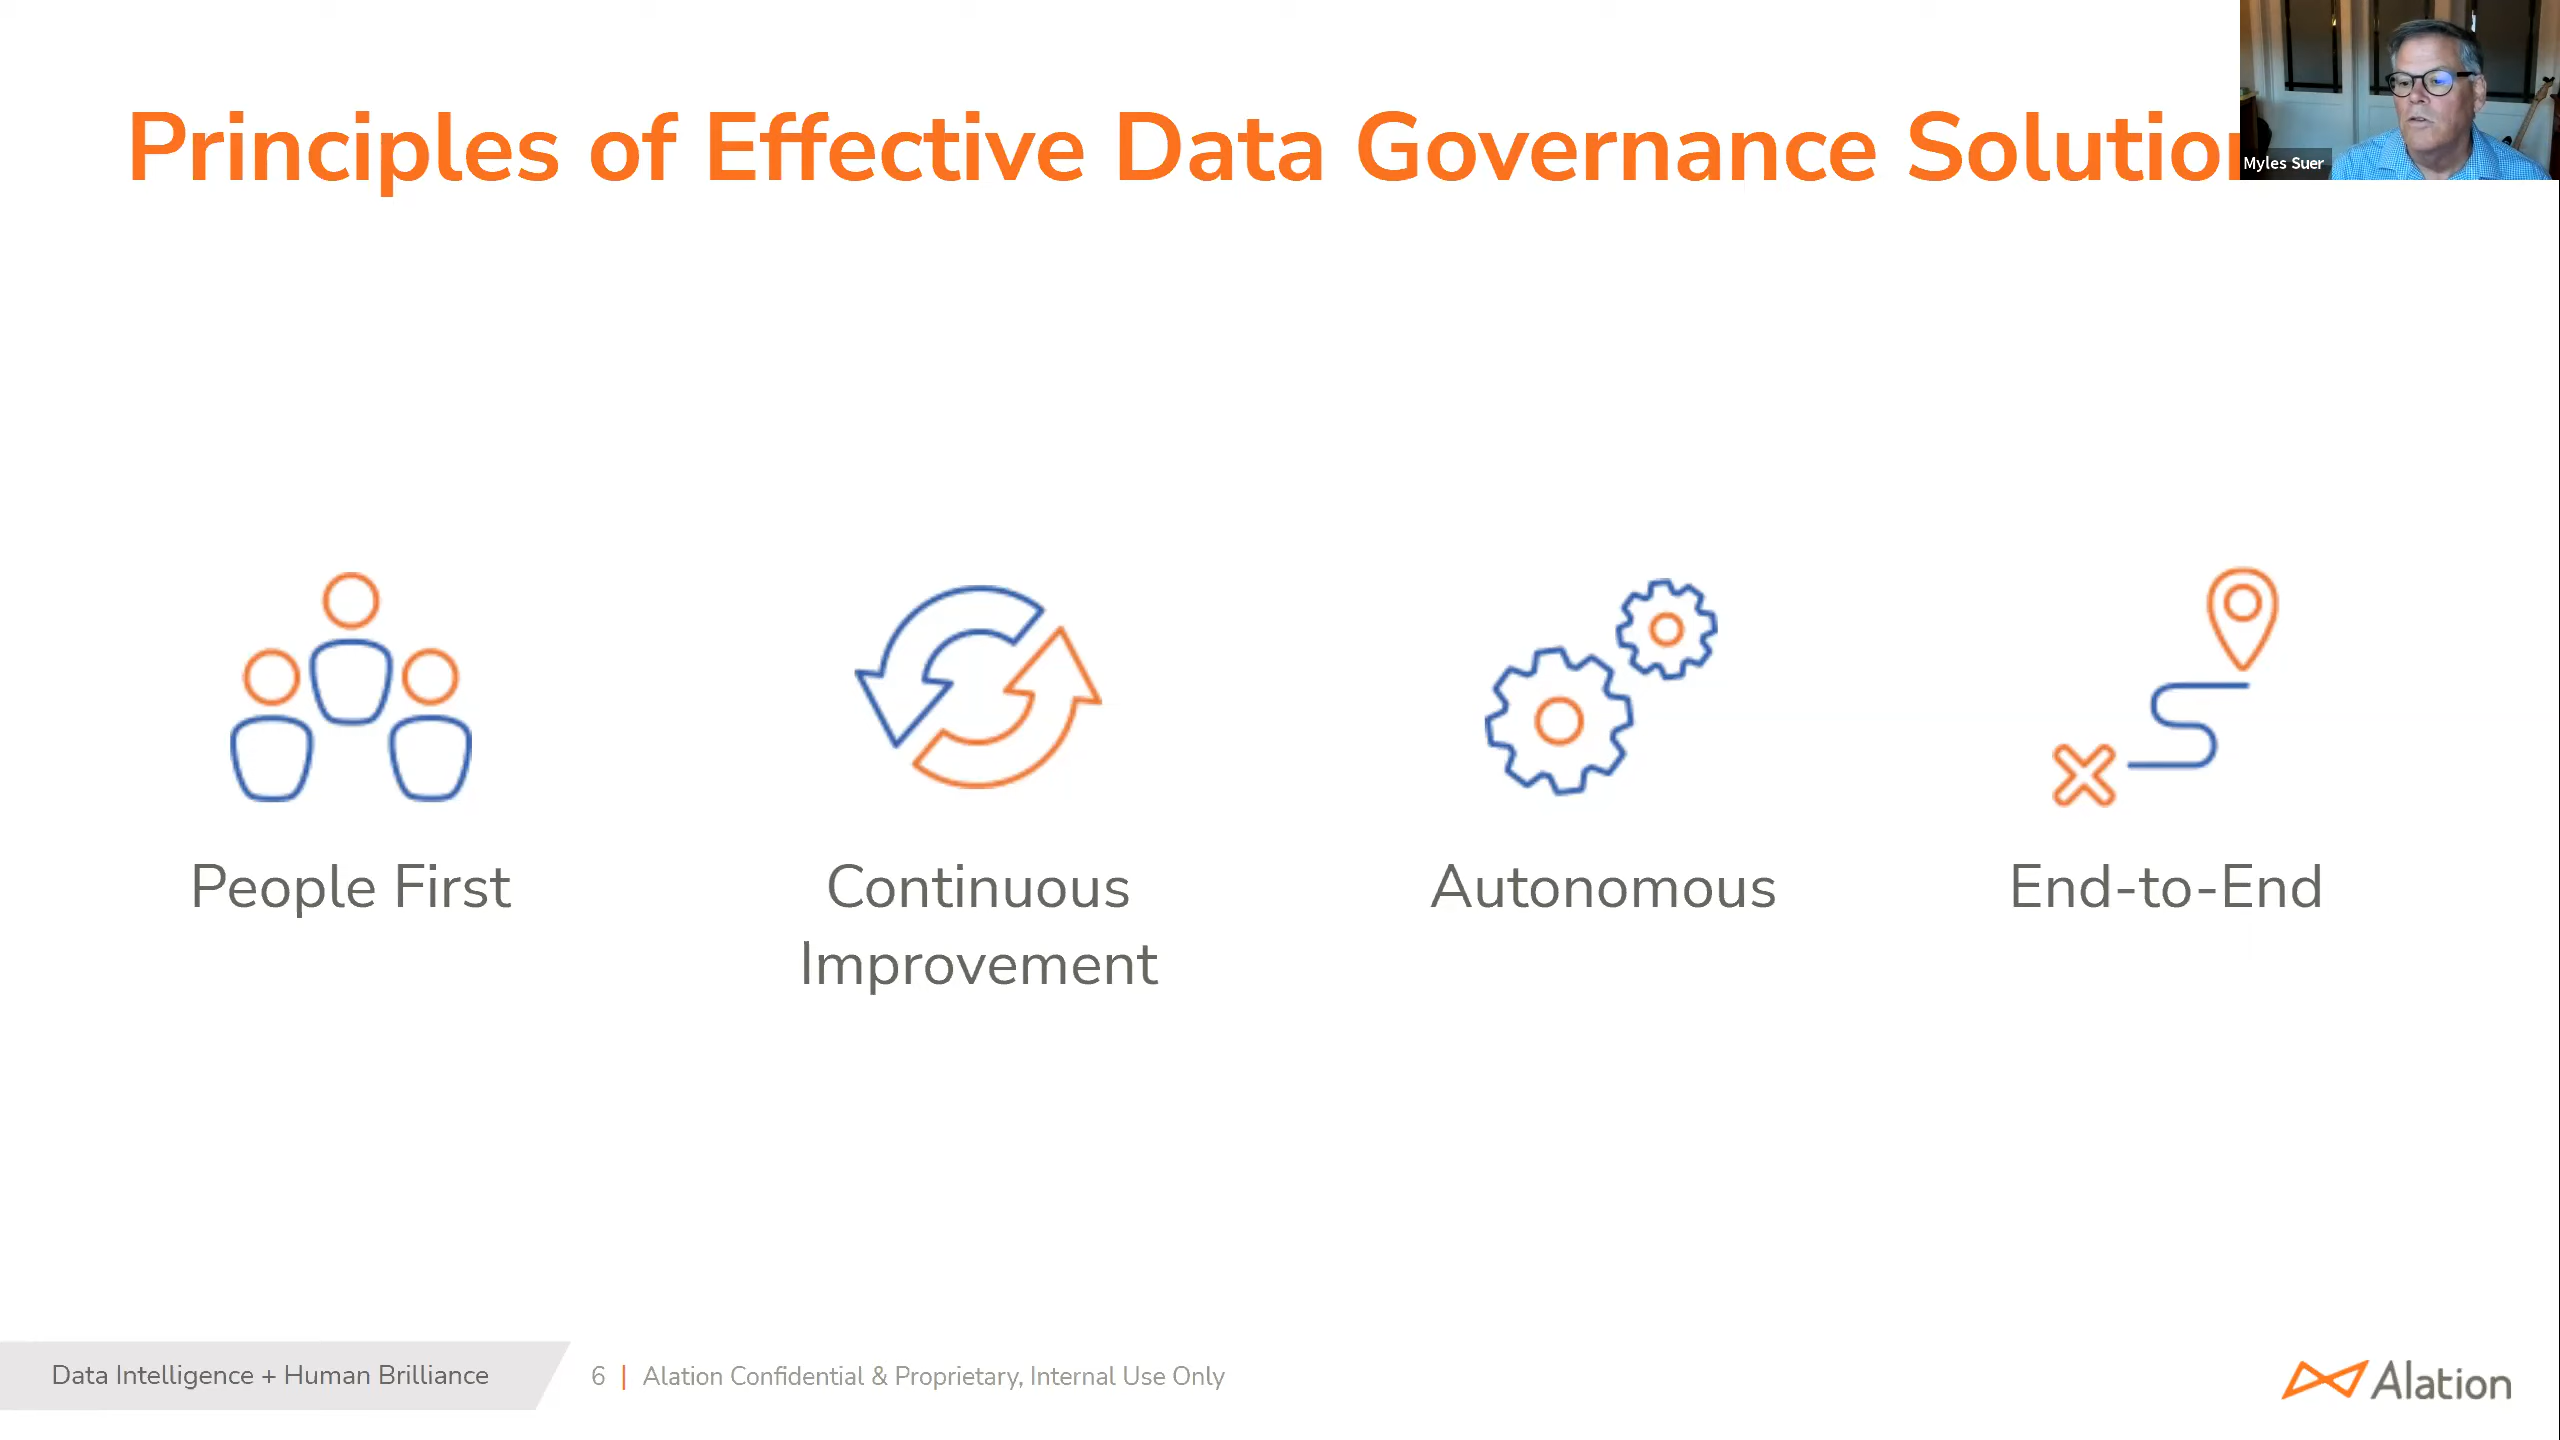 Principles of Effective Data Governance Solution
Myles Suer
People First
Continuous
Improvement
Autonomous
End-to-End
Data Intelligence + Human Brilliance
6 | Alation Confidential & Proprietary, Internal Use Only
Alation